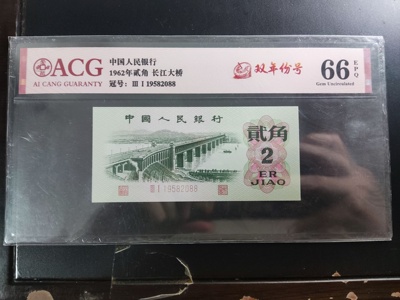 ACG
AI CANG GUARANTY
中国人民银行
1962年贰角 长江大桥
冠号: III I 19582088
双年份号
66 EPQ
Gem Uncirculated
中國人民銀行
貳角
2
ER
JIAO
III I 19582088